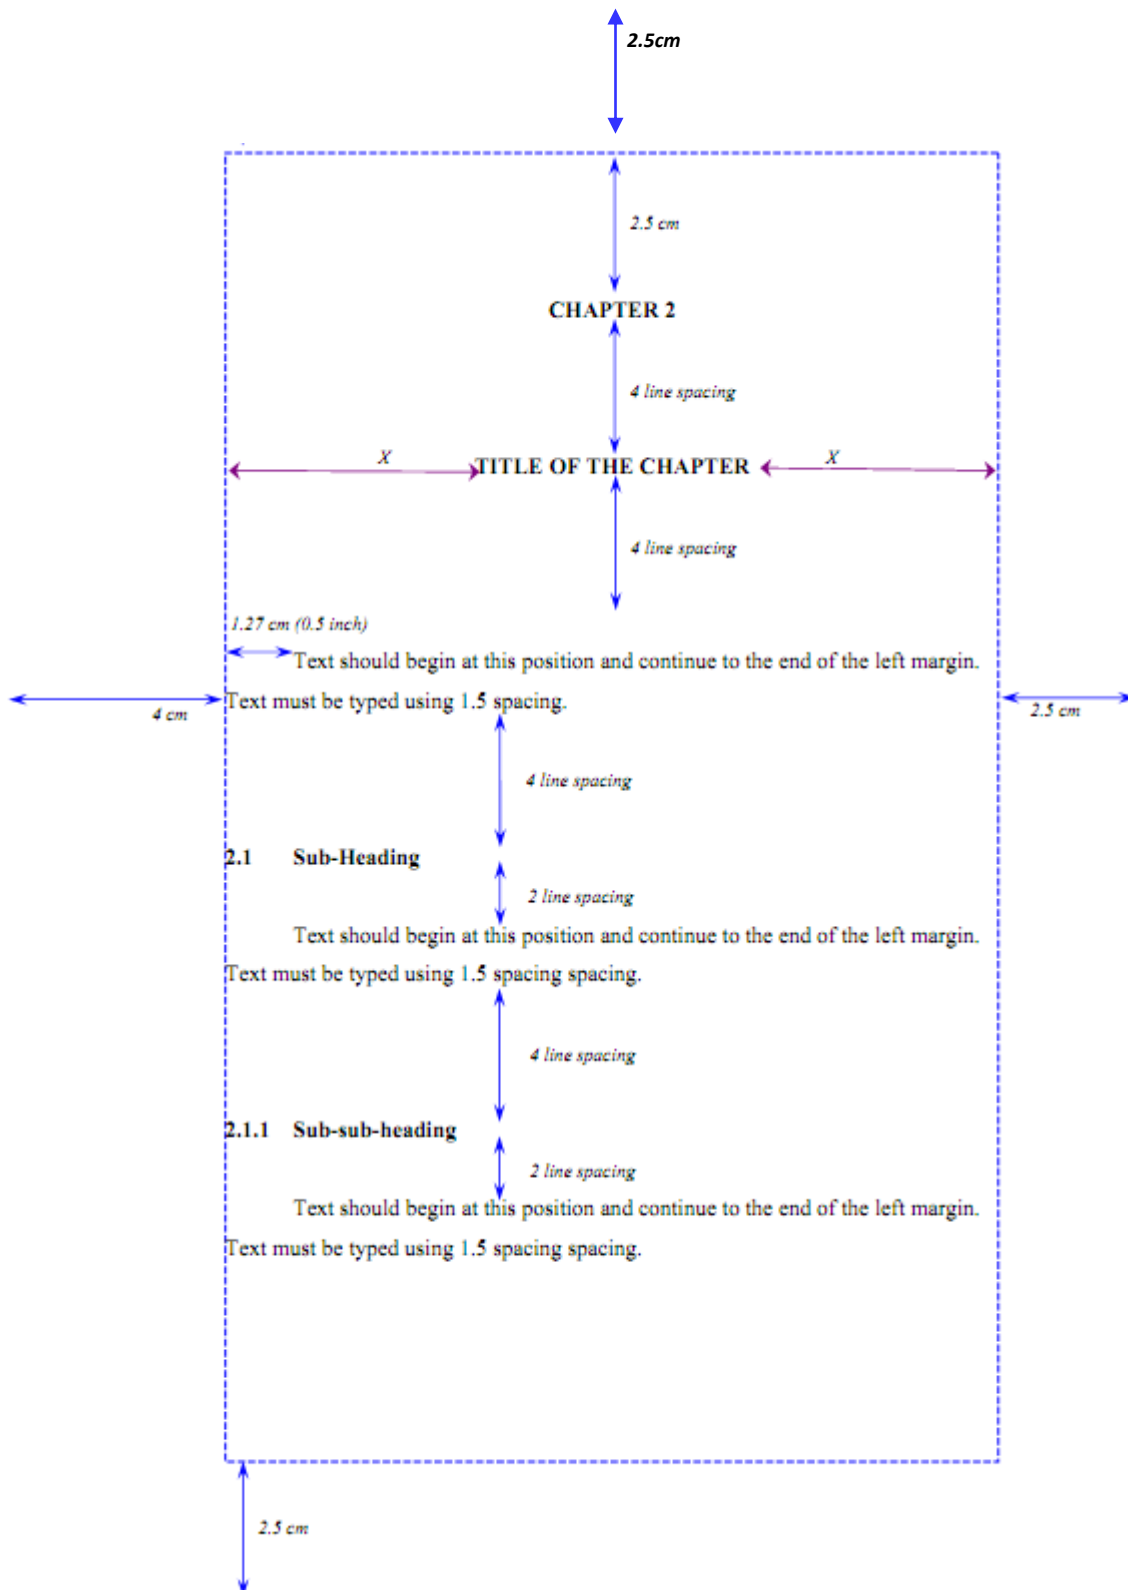 2.5cm
2.5 cm
CHAPTER 2
4 line spacing
X TITLE OF THE CHAPTER X
4 line spacing
1.27 cm (0.5 inch)
Text should begin at this position and continue to the end of the left margin.
Text must be typed using 1.5 spacing.
4 cm
2.5 cm
4 line spacing
2.1 Sub-Heading
2 line spacing
Text should begin at this position and continue to the end of the left margin.
Text must be typed using 1.5 spacing spacing.
4 line spacing
2.1.1 Sub-sub-heading
2 line spacing
Text should begin at this position and continue to the end of the left margin.
Text must be typed using 1.5 spacing spacing.
2.5 cm